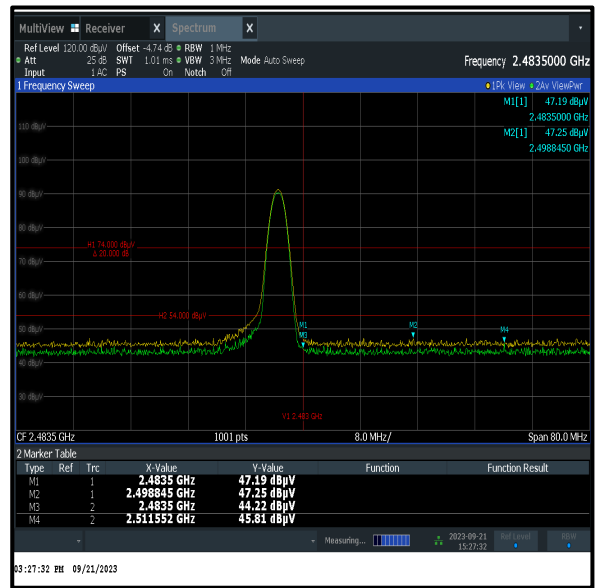 MultiView Receiver X Spectrum X
Ref Level 120.00 dBµV Offset -4.74 dB RBW 1 MHz
Att 25 dB SWT 1.01 ms VBW 3 MHz Mode Auto Sweep Frequency 2.4835000 GHz
Input 1 AC PS On Notch Off
1 Frequency Sweep 1Pk View 2Av ViewPwr
M1[1] 47.19 dBµV
2.4835000 GHz
M2[1] 47.25 dBµV
2.4988450 GHz
110 dBµV
100 dBµV
90 dBµV
80 dBµV
H1 74.000 dBµV
Δ 20.000 dB
70 dBµV
60 dBµV
H2 54.000 dBµV
50 dBµV
M1 M2 M4
M3
40 dBµV
30 dBµV
V1 2.483 GHz
CF 2.4835 GHz 1001 pts 8.0 MHz/ Span 80.0 MHz
2 Marker Table
Type Ref Trc X-Value Y-Value Function Function Result
M1 1 2.4835 GHz 47.19 dBµV
M2 1 2.498845 GHz 47.25 dBµV
M3 2 2.4835 GHz 44.22 dBµV
M4 2 2.511552 GHz 45.81 dBµV
Measuring... 2023-09-21 Ref Level RBW
15:27:32
03:27:32 PM 09/21/2023